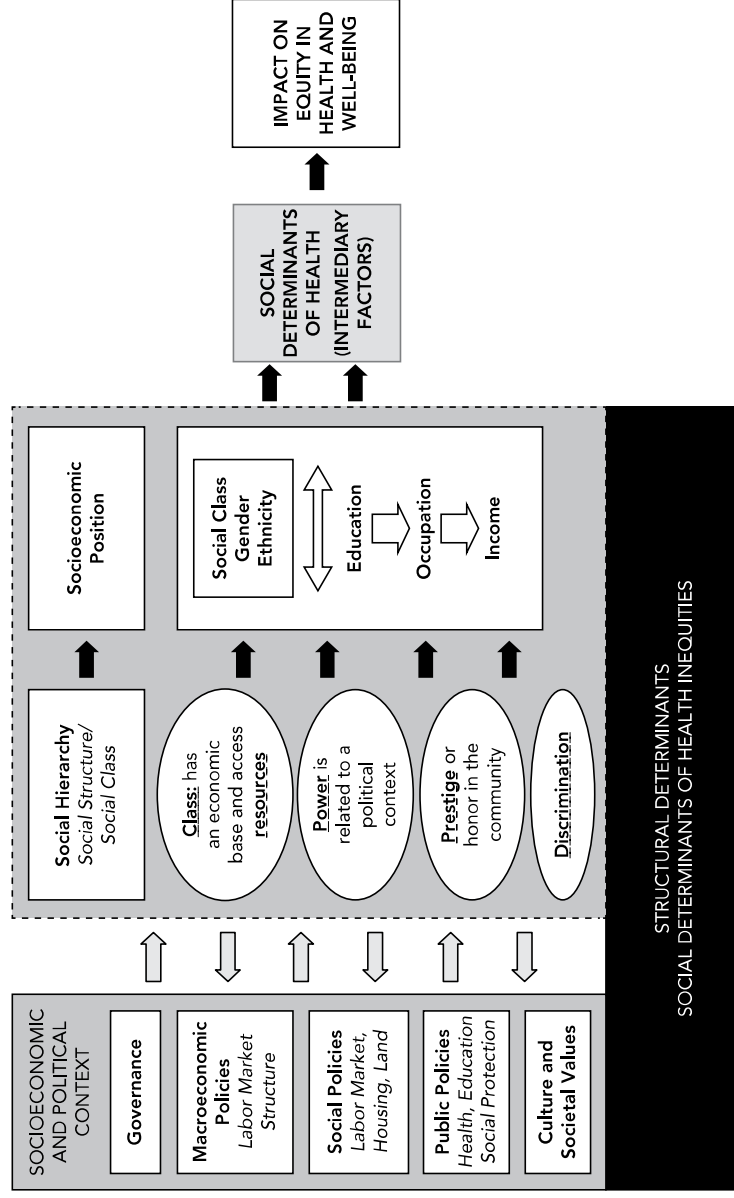 SOCIOECONOMIC
AND POLITICAL
CONTEXT
Governance
Macroeconomic
Policies
Labor Market
Structure
Social Policies
Labor Market,
Housing, Land
Public Policies
Health, Education
Social Protection
Culture and
Societal Values
Social Hierarchy
Social Structure/
Social Class
Class: has
an economic
base and access
resources
Power is
related to a
political
context
Prestige or
honor in the
community
Discrimination
Socioeconomic
Position
Social Class
Gender
Ethnicity
Education
Occupation
Income
SOCIAL
DETERMINANTS
OF HEALTH
(INTERMEDIARY
FACTORS)
IMPACT ON
EQUITY IN
HEALTH AND
WELL-BEING
STRUCTURAL DETERMINANTS
SOCIAL DETERMINANTS OF HEALTH INEQUITIES